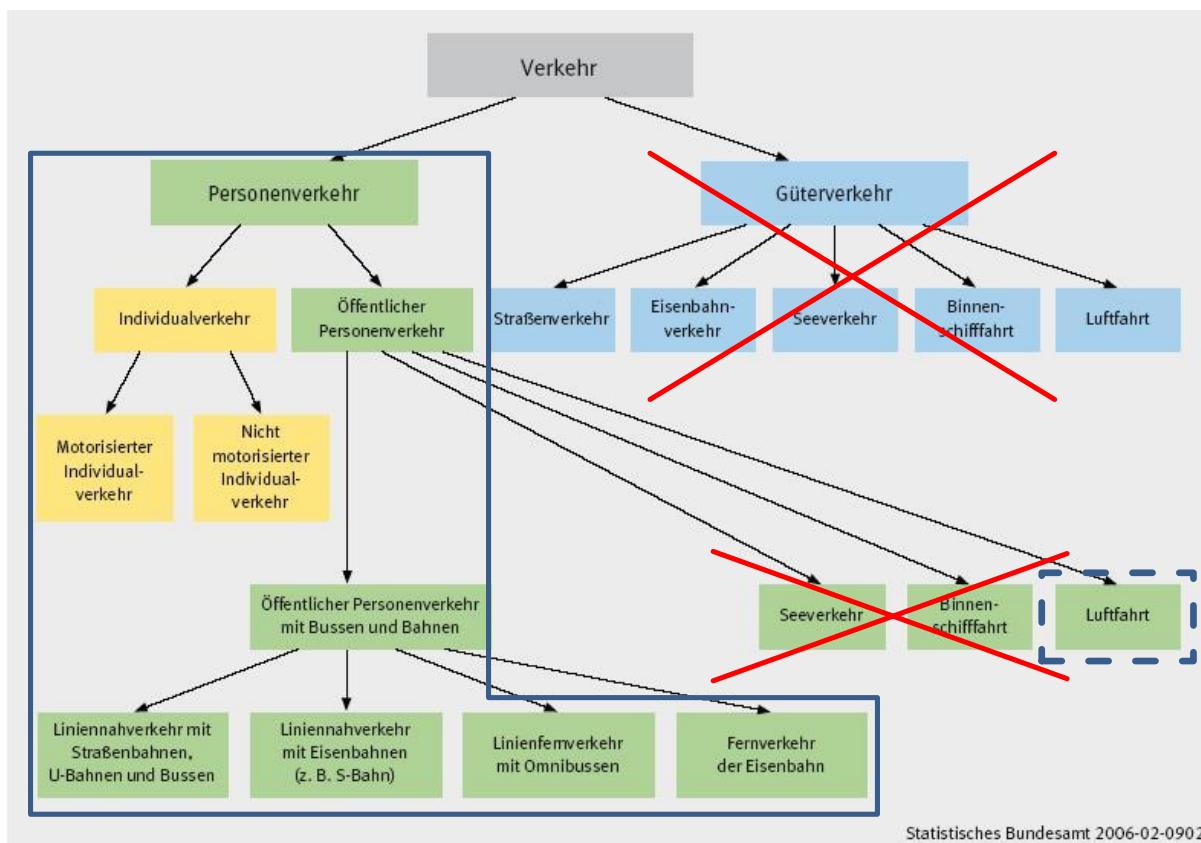 Verkehr
Personenverkehr
Güterverkehr
Individualverkehr
Öffentlicher
Personenverkehr
Straßenverkehr
Eisenbahn-
verkehr
Seeverkehr
Binnen-
schifffahrt
Luftfahrt
Motorisierter
Individual-
verkehr
Nicht
motorisierter
Individual-
verkehr
Öffentlicher Personenverkehr
mit Bussen und Bahnen
Seeverkehr
Binnen-
schifffahrt
Luftfahrt
Liniennahverkehr mit
Straßenbahnen,
U-Bahnen und Bussen
Liniennahverkehr
mit Eisenbahnen
(z. B. S-Bahn)
Linienfernverkehr
mit Omnibussen
Fernverkehr
der Eisenbahn
Statistisches Bundesamt 2006-02-0902